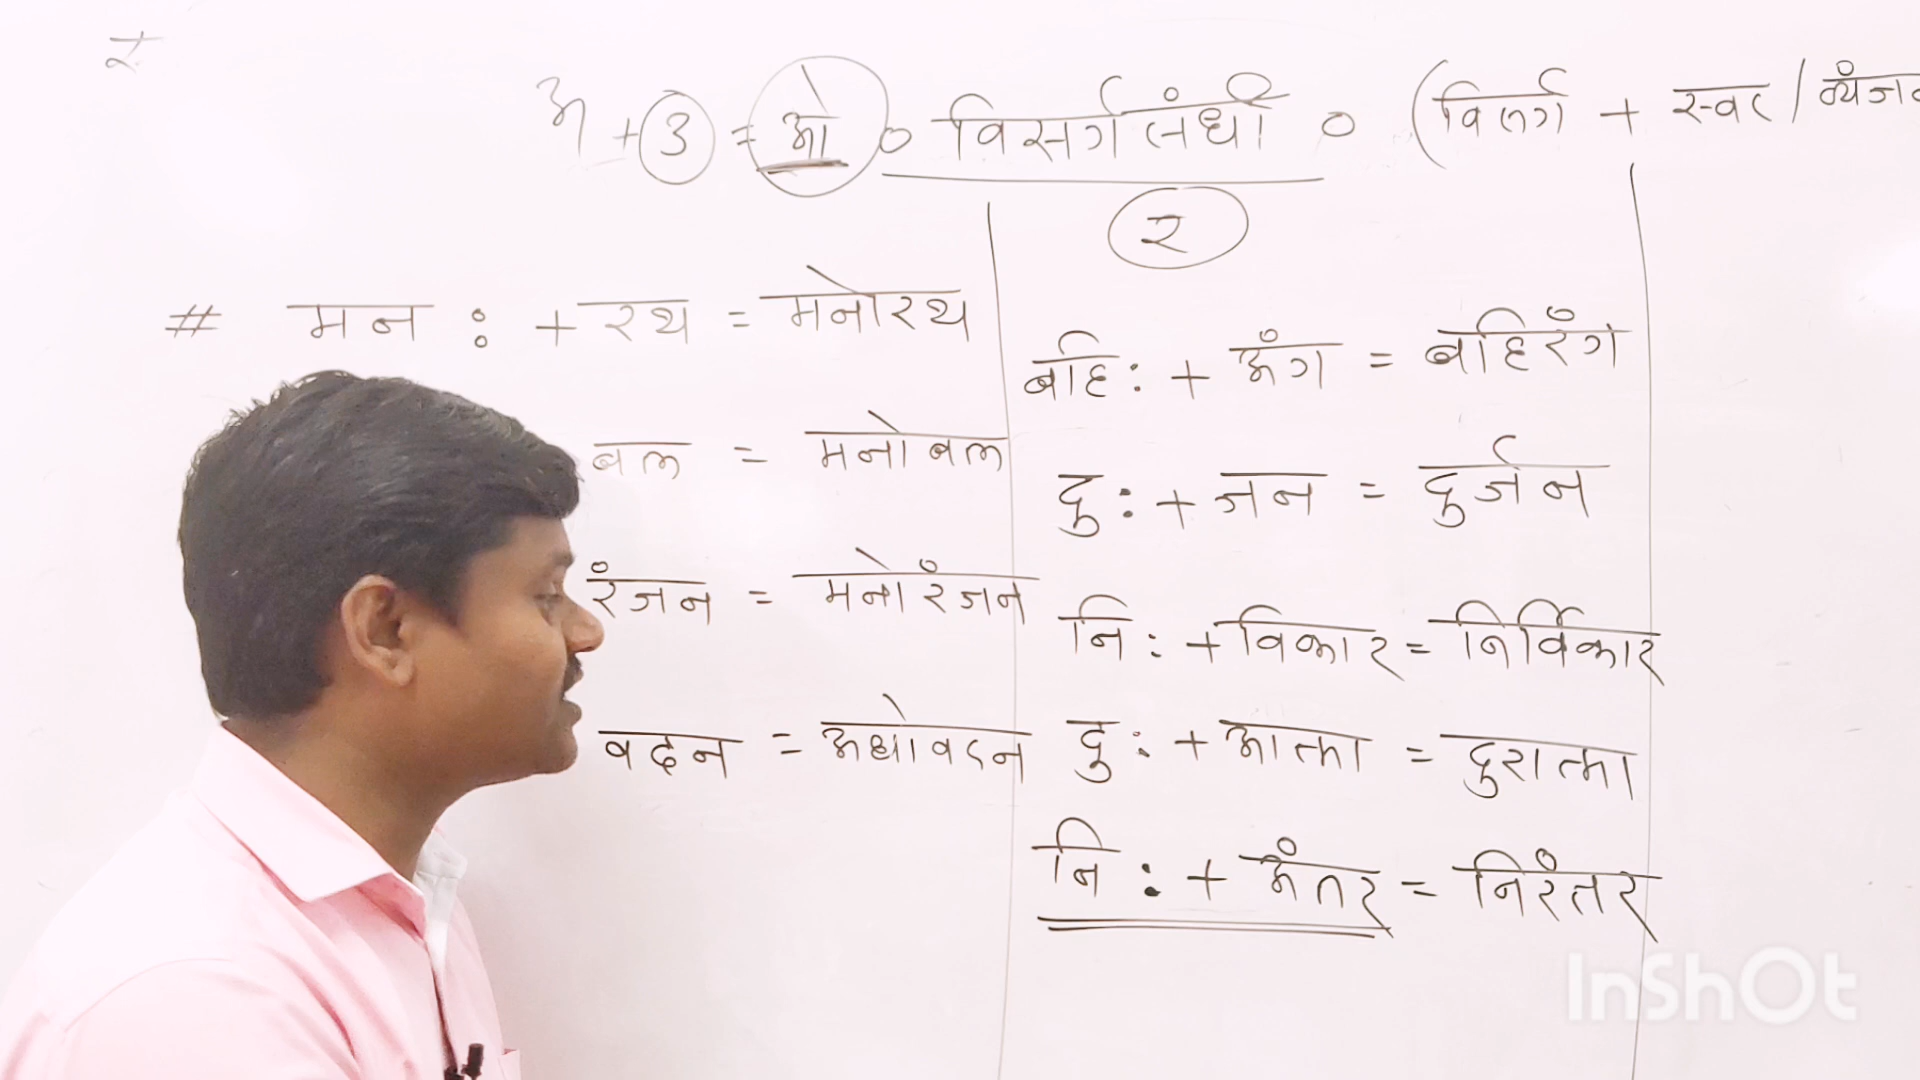 र
अ + उ = ओ ० विसर्ग संधी ० (विसर्ग + स्वर / व्यंजन
२
# मन : + रथ = मनोरथ
बल = मनोबल
रंजन = मनोरंजन
वदन = अधोवदन
बहि : + अंग = बहिरंग
दु : + जन = दुर्जन
नि : + विकार = निर्विकार
दु : + आत्मा = दुरात्मा
नि : + अंतर = निरंतर
InShOt